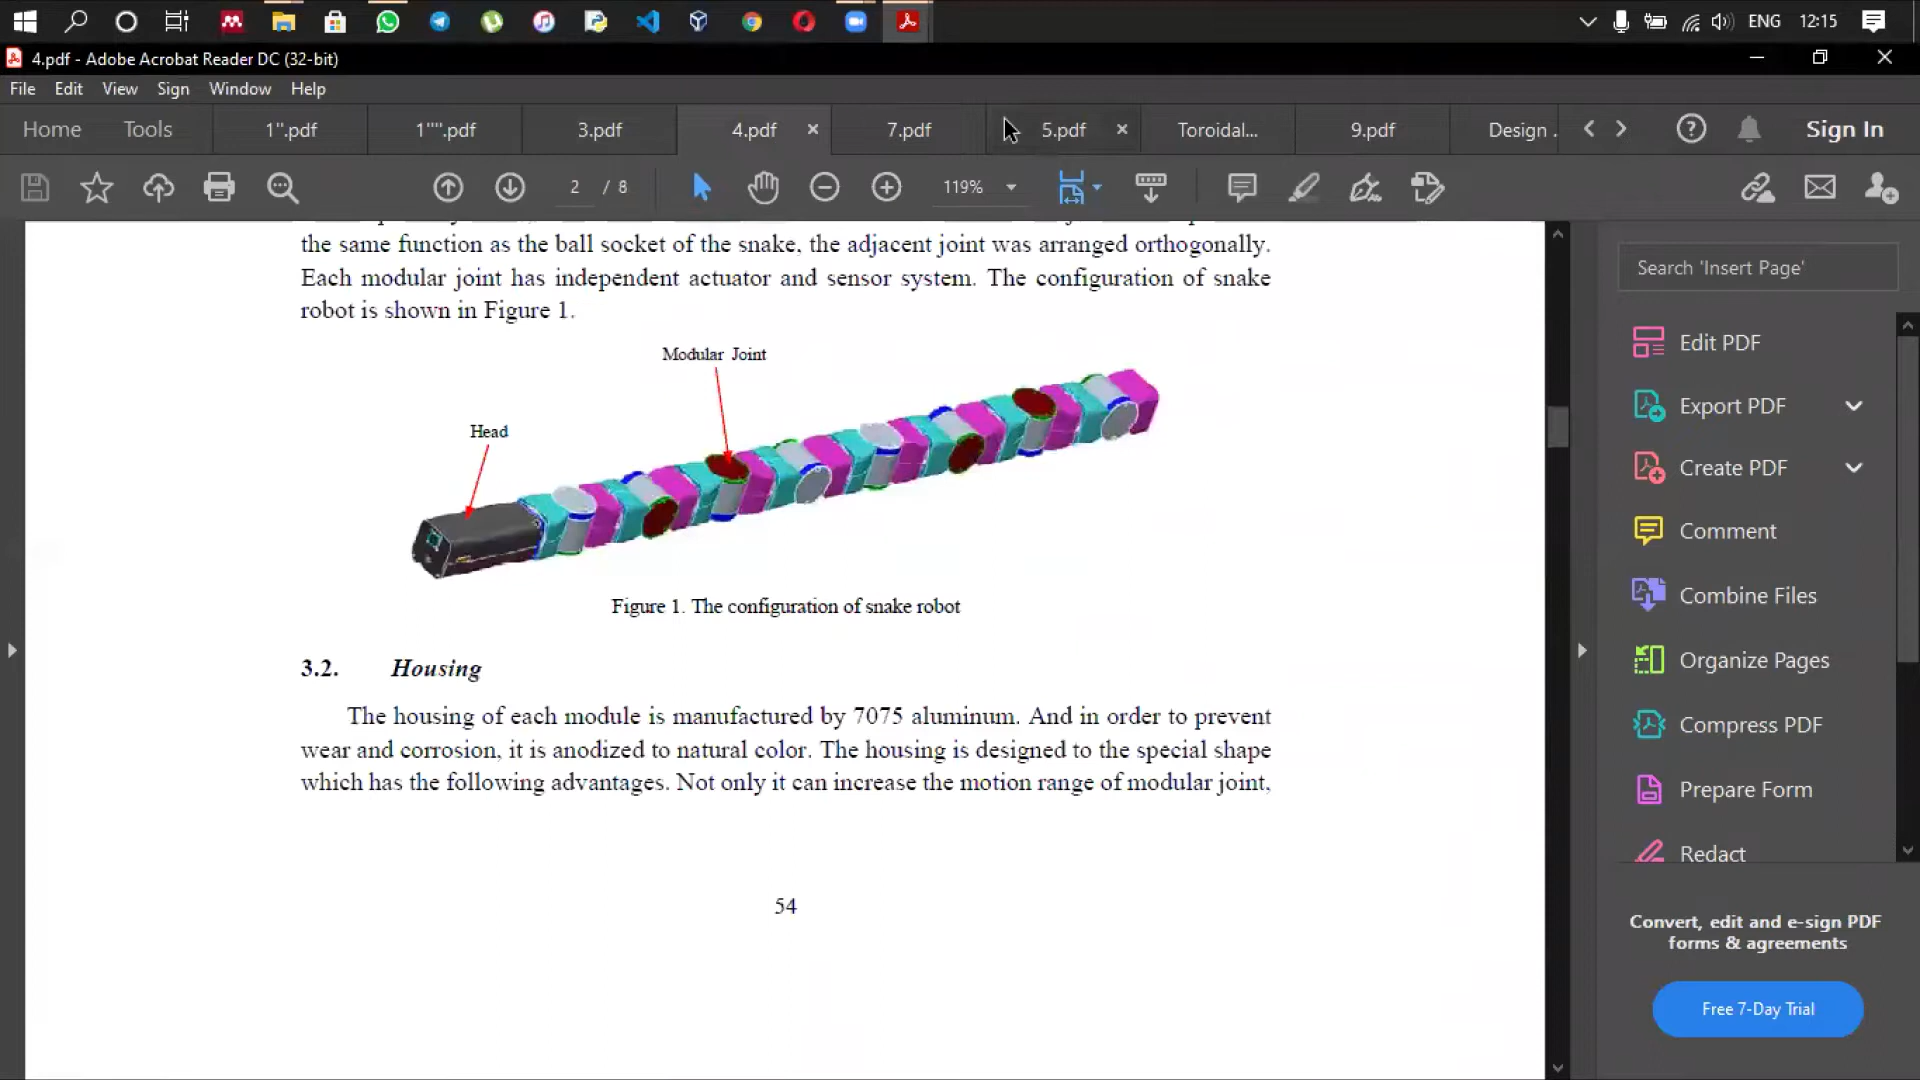 ENG 12:15
4.pdf - Adobe Acrobat Reader DC (32-bit)
File Edit View Sign Window Help
Home Tools 1".pdf 1"".pdf 3.pdf 4.pdf 7.pdf 5.pdf Toroidal... 9.pdf Design . Sign In
2 / 8 119%
the same function as the ball socket of the snake, the adjacent joint was arranged orthogonally.
Each modular joint has independent actuator and sensor system. The configuration of snake
robot is shown in Figure 1.
Modular Joint
Head
Figure 1. The configuration of snake robot
3.2. Housing
The housing of each module is manufactured by 7075 aluminum. And in order to prevent
wear and corrosion, it is anodized to natural color. The housing is designed to the special shape
which has the following advantages. Not only it can increase the motion range of modular joint,
54
Search 'Insert Page'
Edit PDF
Export PDF
Create PDF
Comment
Combine Files
Organize Pages
Compress PDF
Prepare Form
Redact
Convert, edit and e-sign PDF
forms & agreements
Free 7-Day Trial